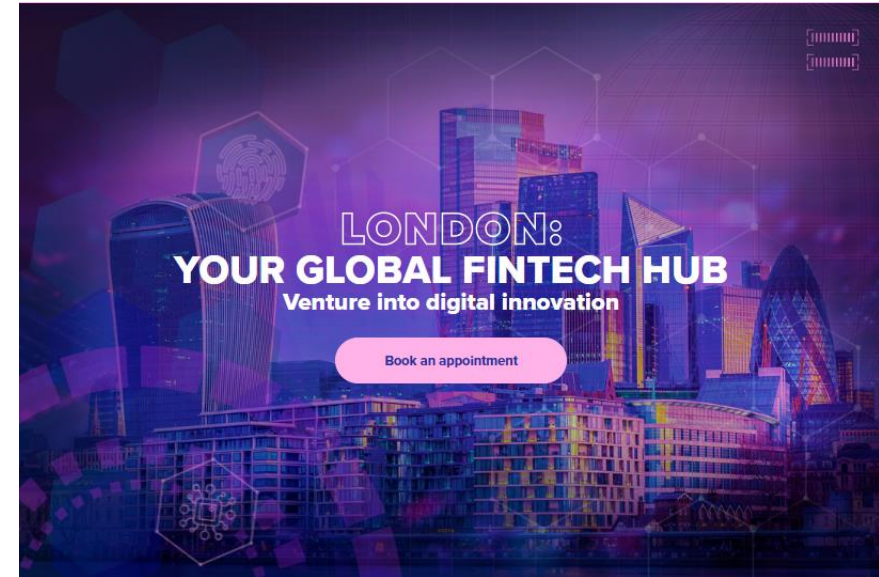 LONDON:
YOUR GLOBAL FINTECH HUB
Venture into digital innovation
Book an appointment